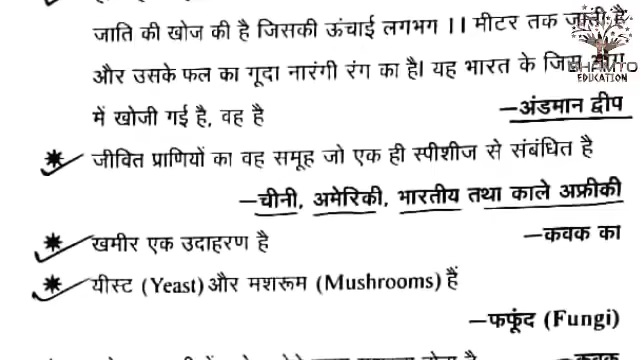 जाति की खोज की है जिसकी ऊंचाई लगभग 11 मीटर तक जाती है
और उसके फल का गूदा नारंगी रंग का है। यह भारत के जिस भाग
EDUCATION
में खोजी गई है, वह है —अंडमान द्वीप
✷ जीवित प्राणियों का वह समूह जो एक ही स्पीशीज से संबंधित है
—चीनी, अमेरिकी, भारतीय तथा काले अफ्रीकी
✷ खमीर एक उदाहरण है —कवक का
✷ यीस्ट (Yeast) और मशरूम (Mushrooms) हैं
—फफूंद (Fungi)